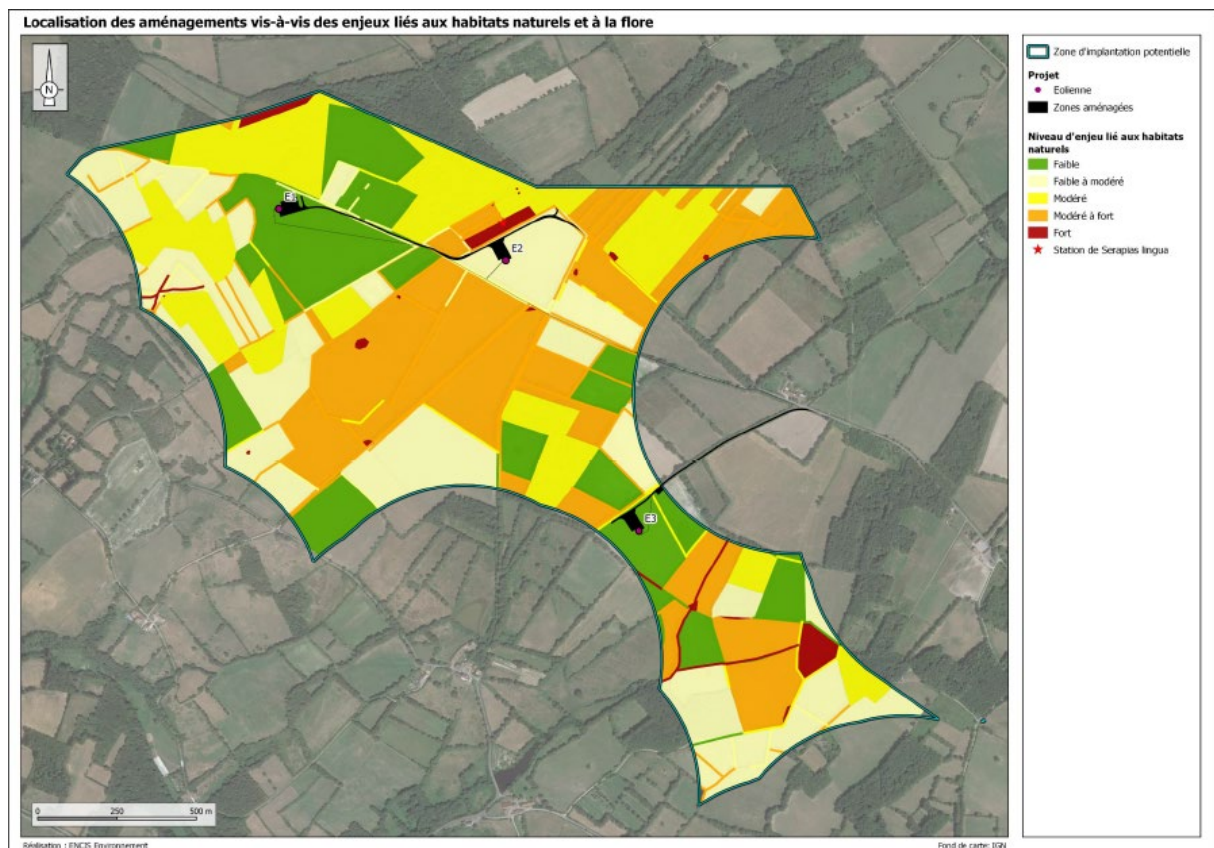 Localisation des aménagements vis-à-vis des enjeux liés aux habitats naturels et à la flore
N
E1
E2
E3
0 250 500 m
Réalisation : ENCIS Environnement
Fond de carte: IGN
Zone d'implantation potentielle
Projet
Eolienne
Zones aménagées
Niveau d'enjeu lié aux habitats
naturels
Faible
Faible à modéré
Modéré
Modéré à fort
Fort
Station de Serapias lingua